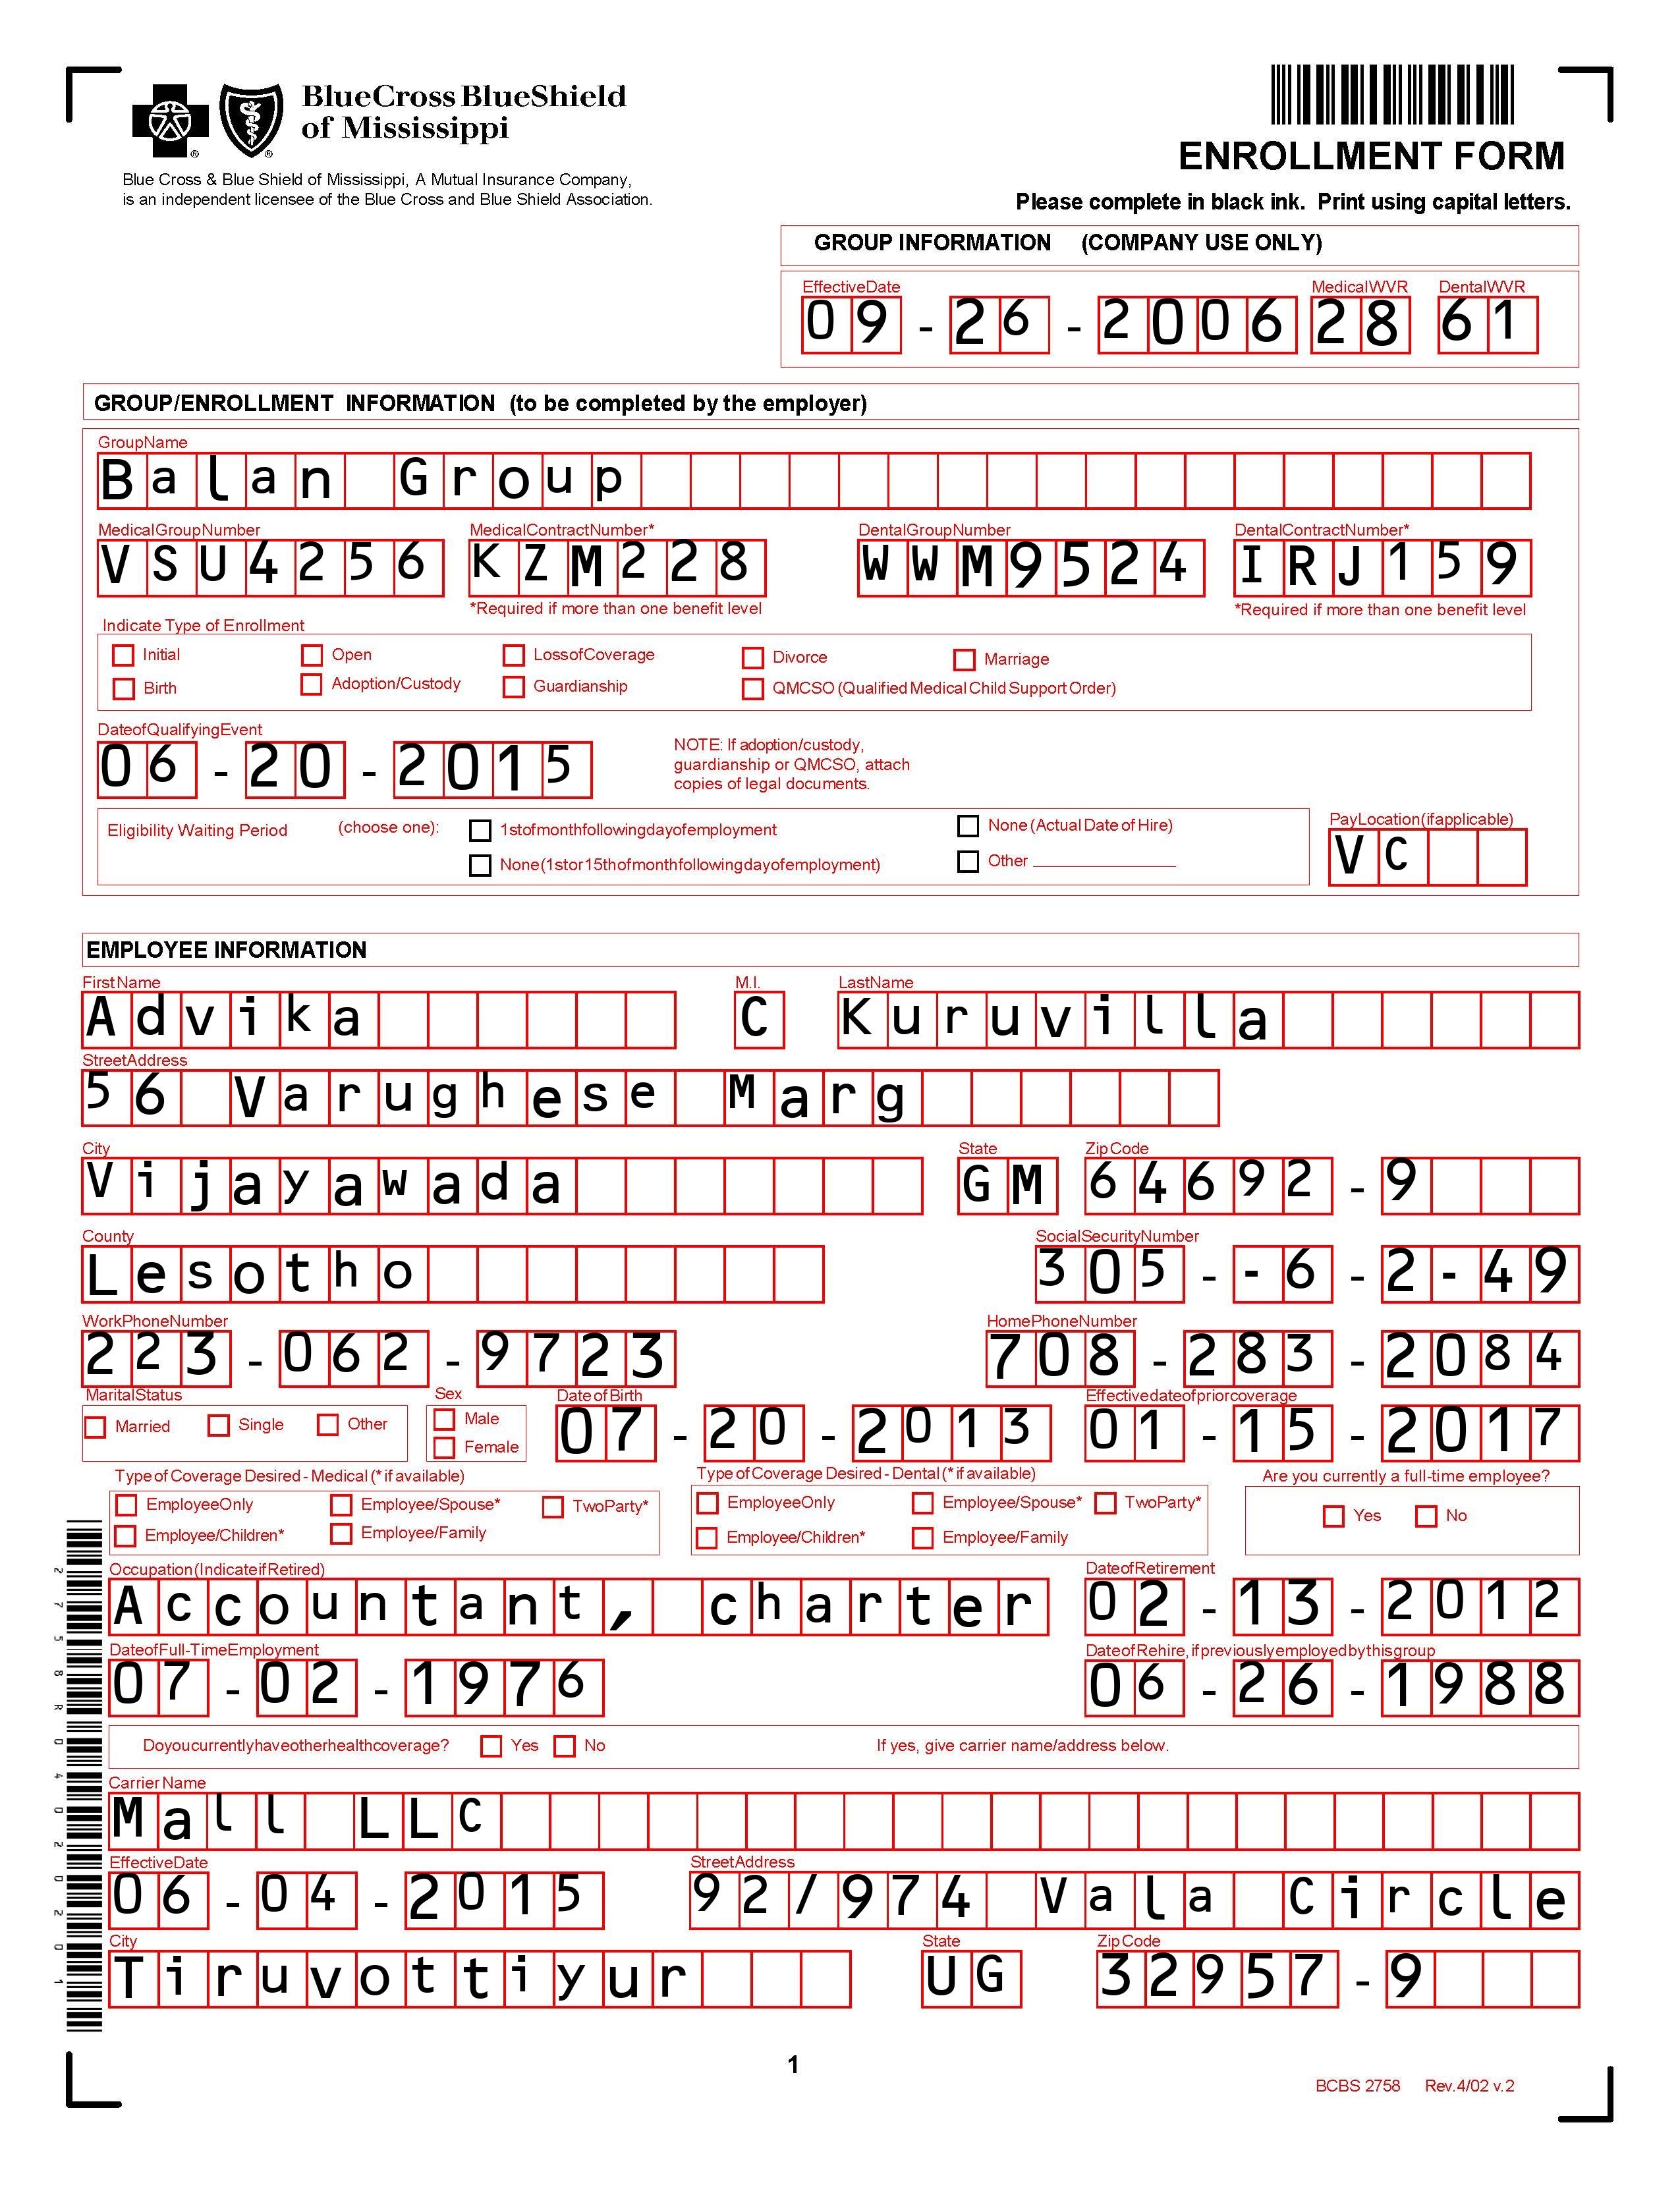 BlueCross BlueShield
of Mississippi
Blue Cross & Blue Shield of Mississippi, A Mutual Insurance Company,
is an independent licensee of the Blue Cross and Blue Shield Association.
ENROLLMENT FORM
Please complete in black ink. Print using capital letters.
GROUP INFORMATION (COMPANY USE ONLY)
EffectiveDate MedicalWVR DentalWVR
09 - 26 - 2006 28 61
GROUP/ENROLLMENT INFORMATION (to be completed by the employer)
GroupName
Balan Group
MedicalGroupNumber MedicalContractNumber* DentalGroupNumber DentalContractNumber*
VSU4256 KZM228 WWM9524 IRJ159
*Required if more than one benefit level *Required if more than one benefit level
Indicate Type of Enrollment
Initial Open LossofCoverage Divorce Marriage
Birth Adoption/Custody Guardianship QMCSO (Qualified Medical Child Support Order)
DateofQualifyingEvent
06 - 20 - 2015
NOTE: If adoption/custody,
guardianship or QMCSO, attach
copies of legal documents.
Eligibility Waiting Period (choose one): 1stofmonthfollowingdayofemployment None (Actual Date of Hire)
None(1stor15thofmonthfollowingdayofemployment) Other
PayLocation(ifapplicable)
VC
EMPLOYEE INFORMATION
FirstName M.I. LastName
Advika C Kuruvilla
StreetAddress
56 Varughese Marg
City State Zip Code
Vijayawada GM 64692 - 9
County SocialSecurityNumber
Lesotho 305 - -6 - 2-49
WorkPhoneNumber HomePhoneNumber
223 - 062 - 9723 708 - 283 - 2084
MaritalStatus Sex Date of Birth Effectivedateofpriorcoverage
Married Single Other Male Female 07 - 20 - 2013 01 - 15 - 2017
Type of Coverage Desired - Medical (* if available) Type of Coverage Desired - Dental (* if available) Are you currently a full-time employee?
EmployeeOnly Employee/Spouse* TwoParty* EmployeeOnly Employee/Spouse* TwoParty* Yes No
Employee/Children* Employee/Family Employee/Children* Employee/Family
Occupation (IndicateifRetired) DateofRetirement
Accountant, charter 02 - 13 - 2012
DateofFull-TimeEmployment DateofRehire, ifpreviouslyemployedbythisgroup
07 - 02 - 1976 06 - 26 - 1988
Doyoucurrentlyhaveotherhealthcoverage? Yes No If yes, give carrier name/address below.
Carrier Name
Mall LLC
EffectiveDate StreetAddress
06 - 04 - 2015 92/974 Vala Circle
City State Zip Code
Tiruvottiyur UG 32957 - 9
2758R04020201
1
BCBS 2758 Rev.4/02 v.2